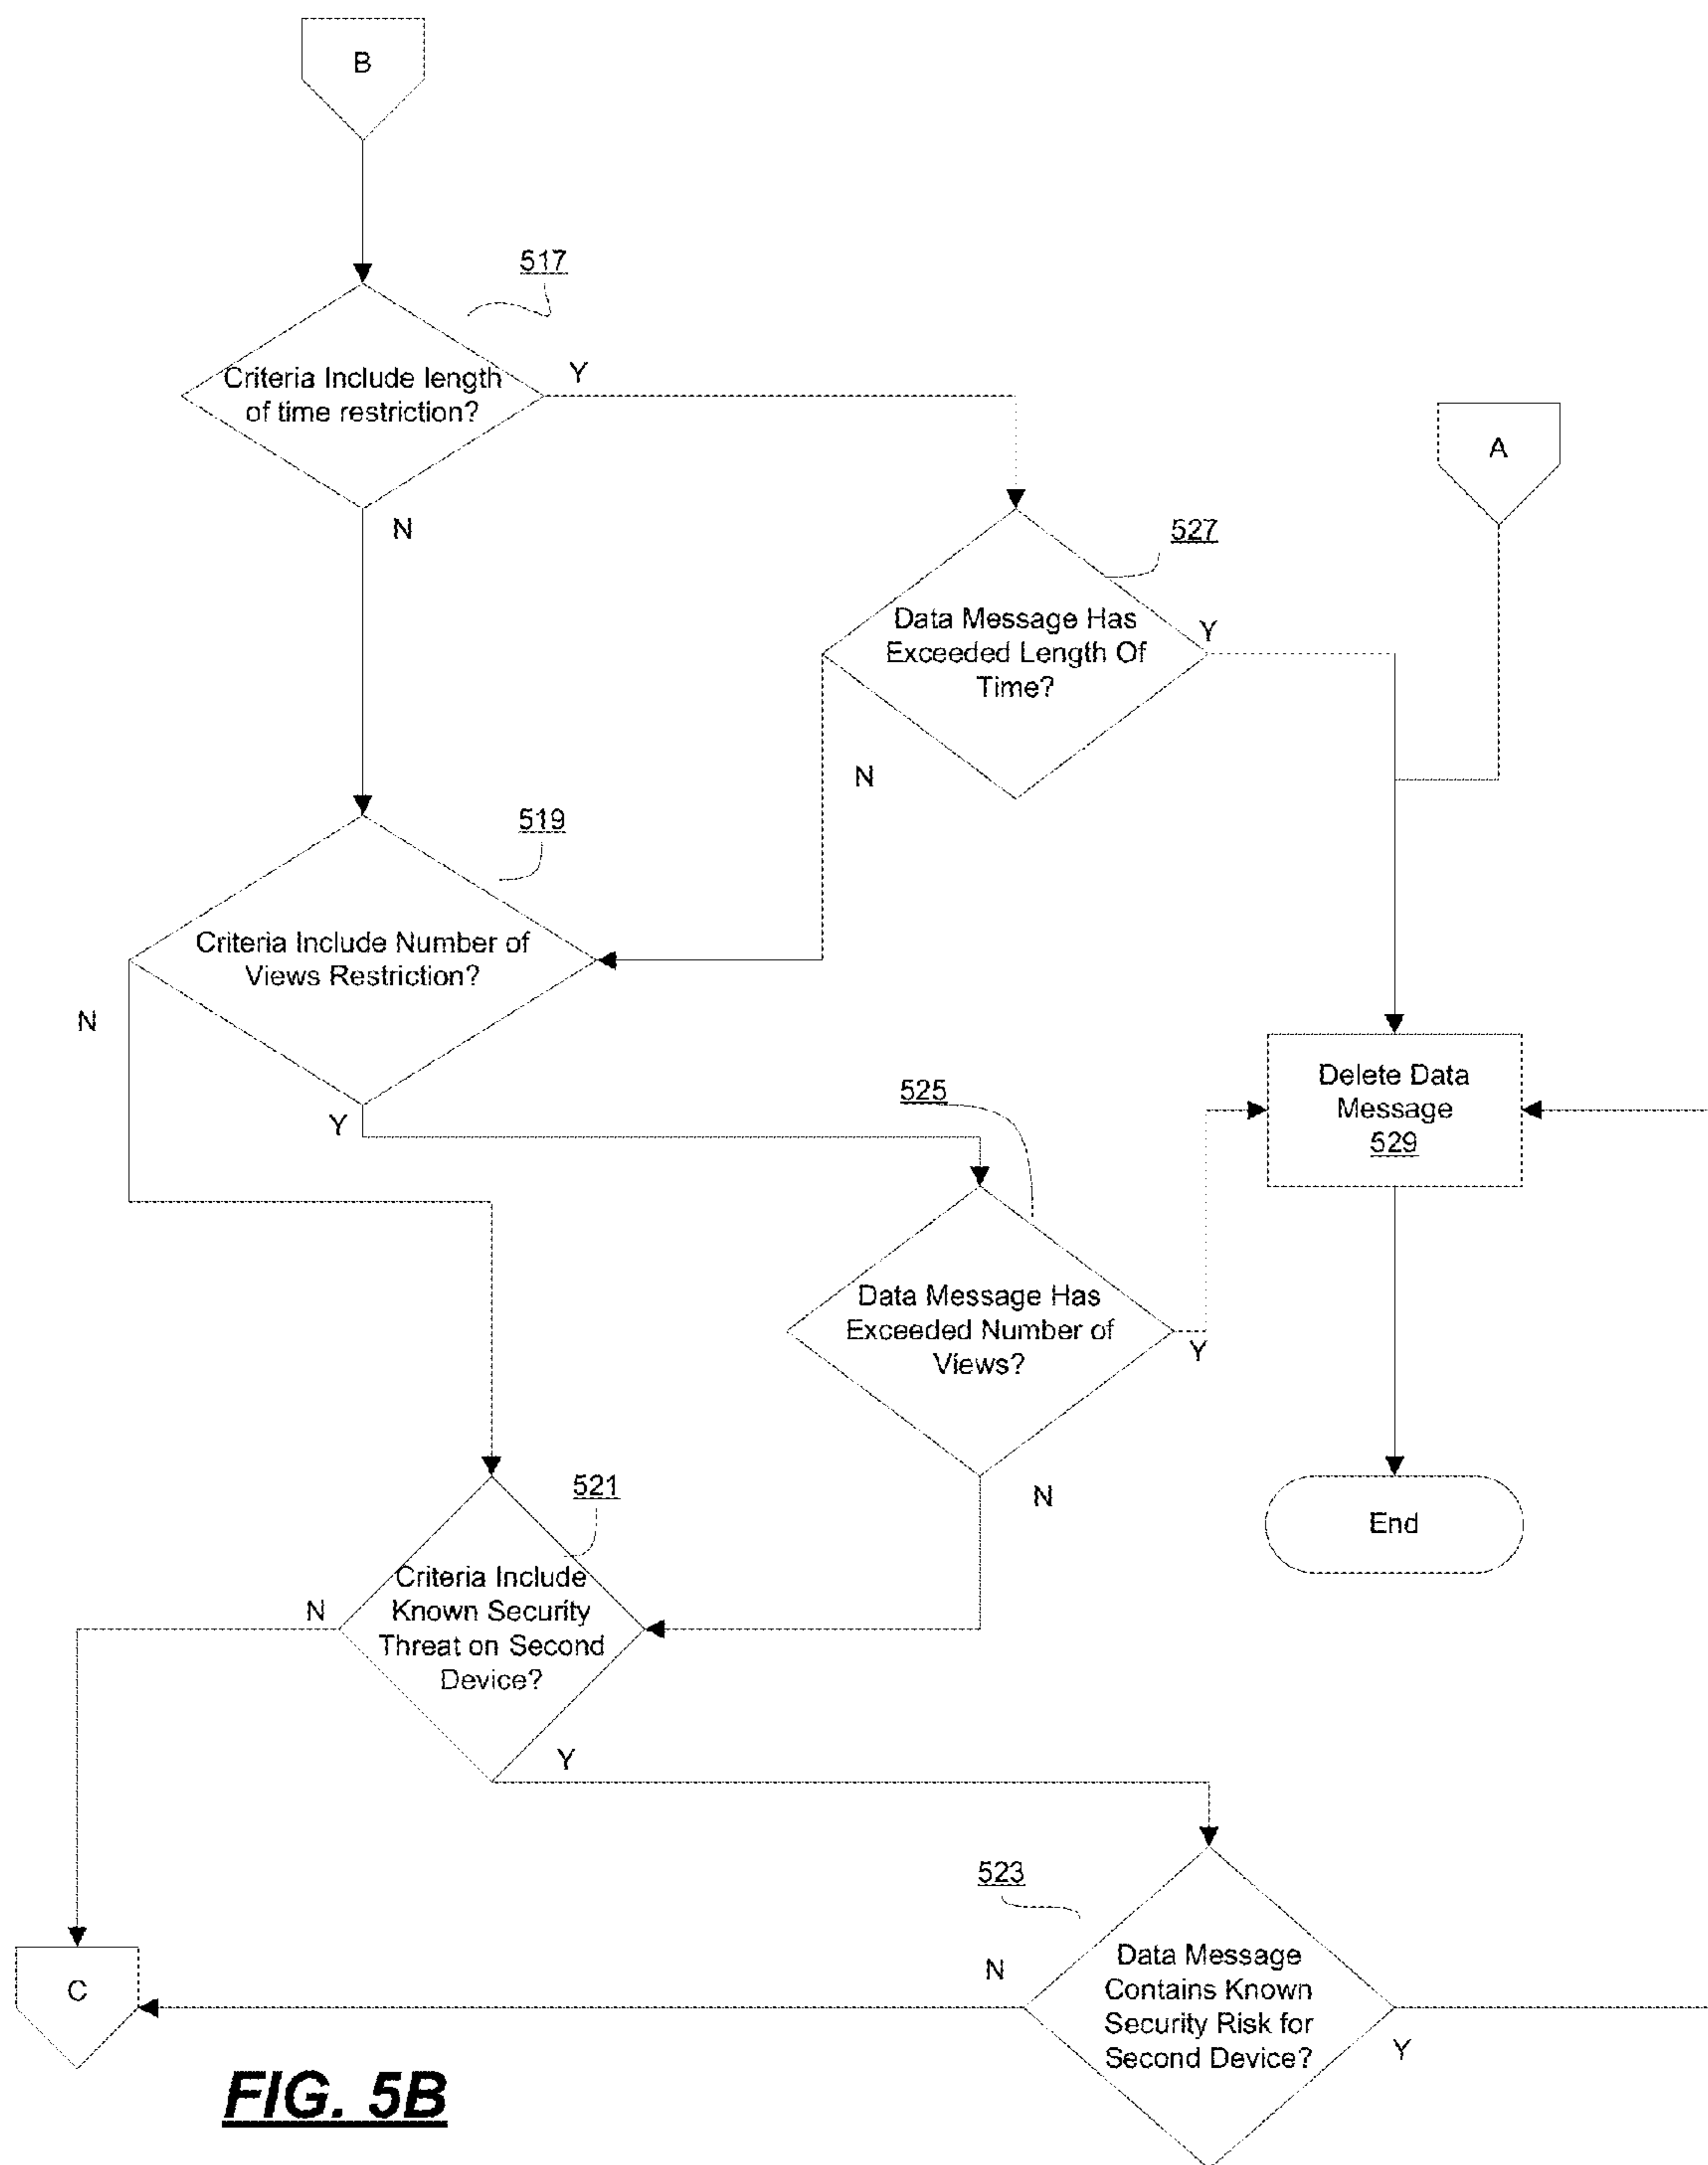 B
517
Criteria Include length
of time restriction?
Y
N
A
527
Data Message Has
Exceeded Length Of
Time?
Y
N
519
Criteria Include Number of
Views Restriction?
N
Y
Delete Data
Message
529
525
Data Message Has
Exceeded Number of
Views?
Y
N
End
521
Criteria Include
Known Security
Threat on Second
Device?
N
Y
523
Data Message
Contains Known
Security Risk for
Second Device?
N
Y
C
FIG. 5B